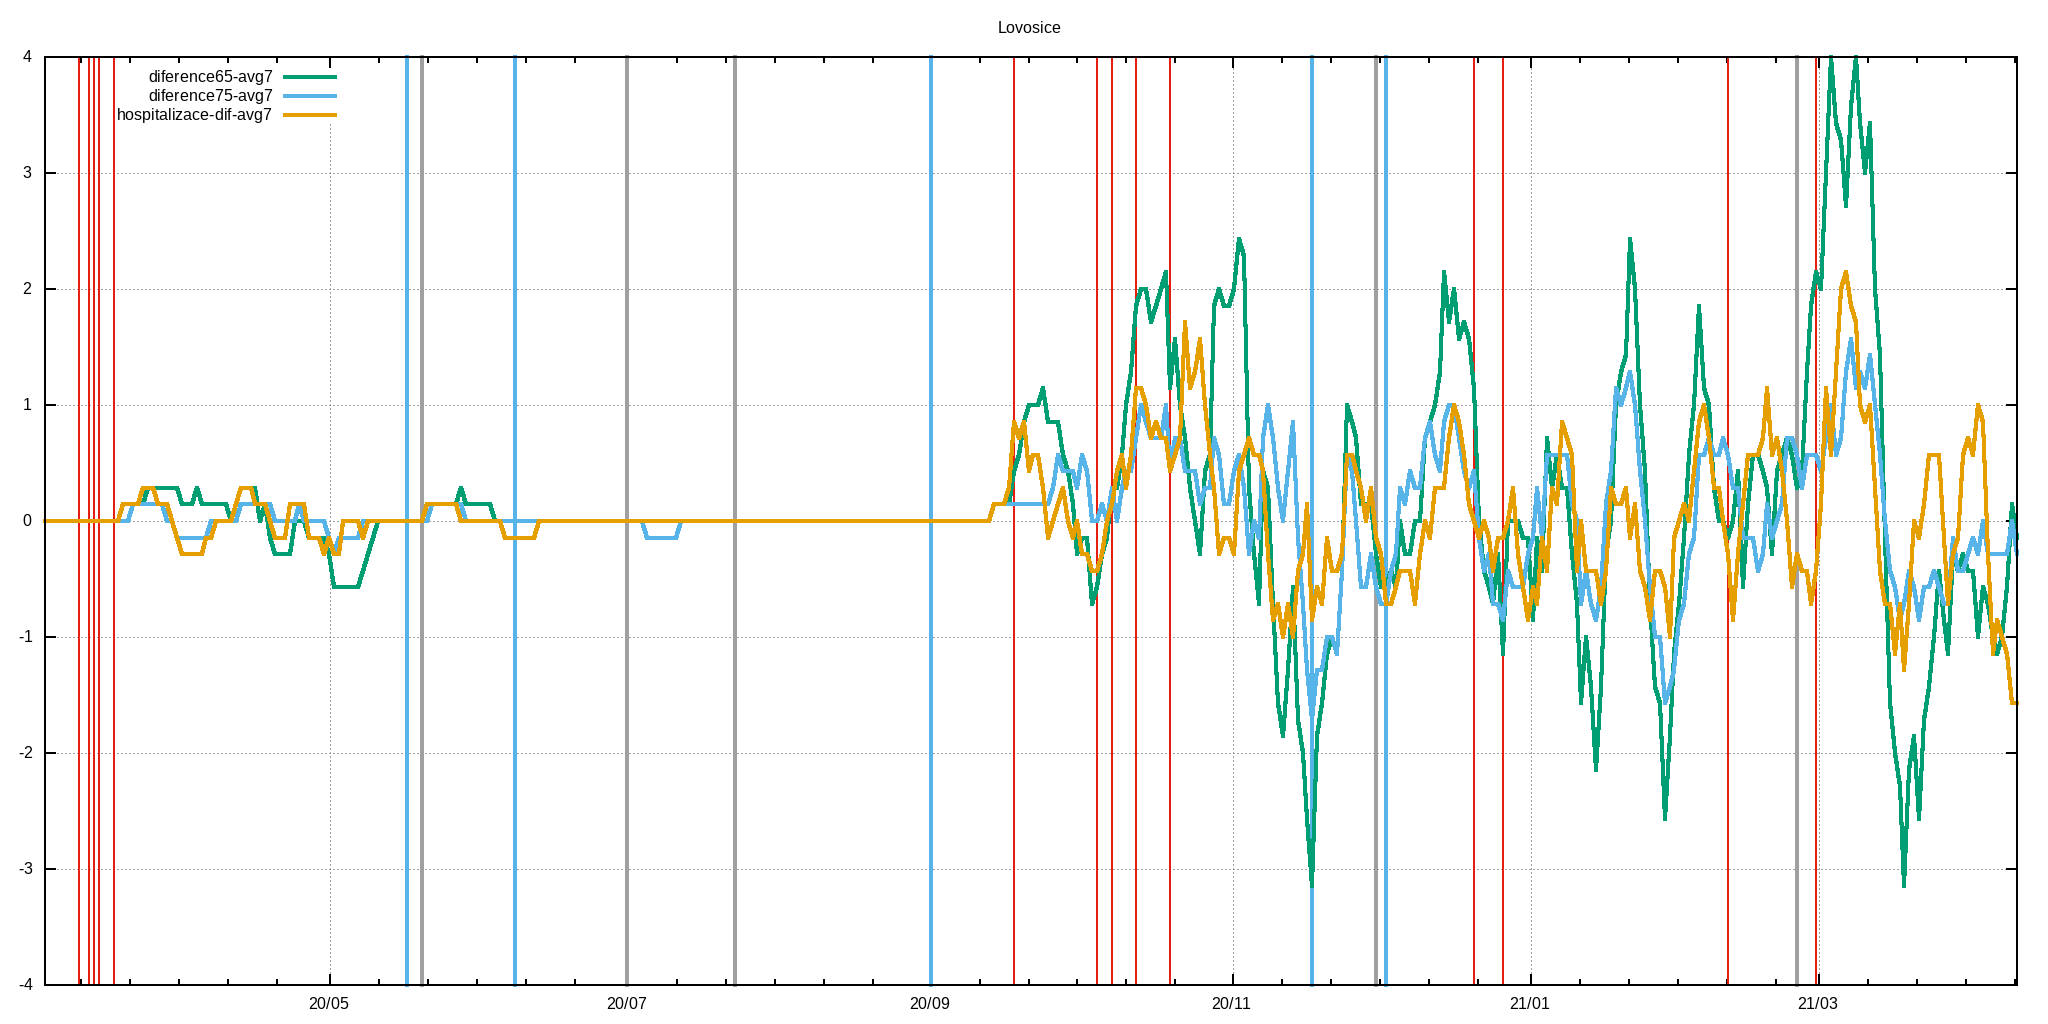 Lovosice
diference65-avg7
diference75-avg7
hospitalizace-dif-avg7
4
3
2
1
0
-1
-2
-3
-4
20/05 20/07 20/09 20/11 21/01 21/03